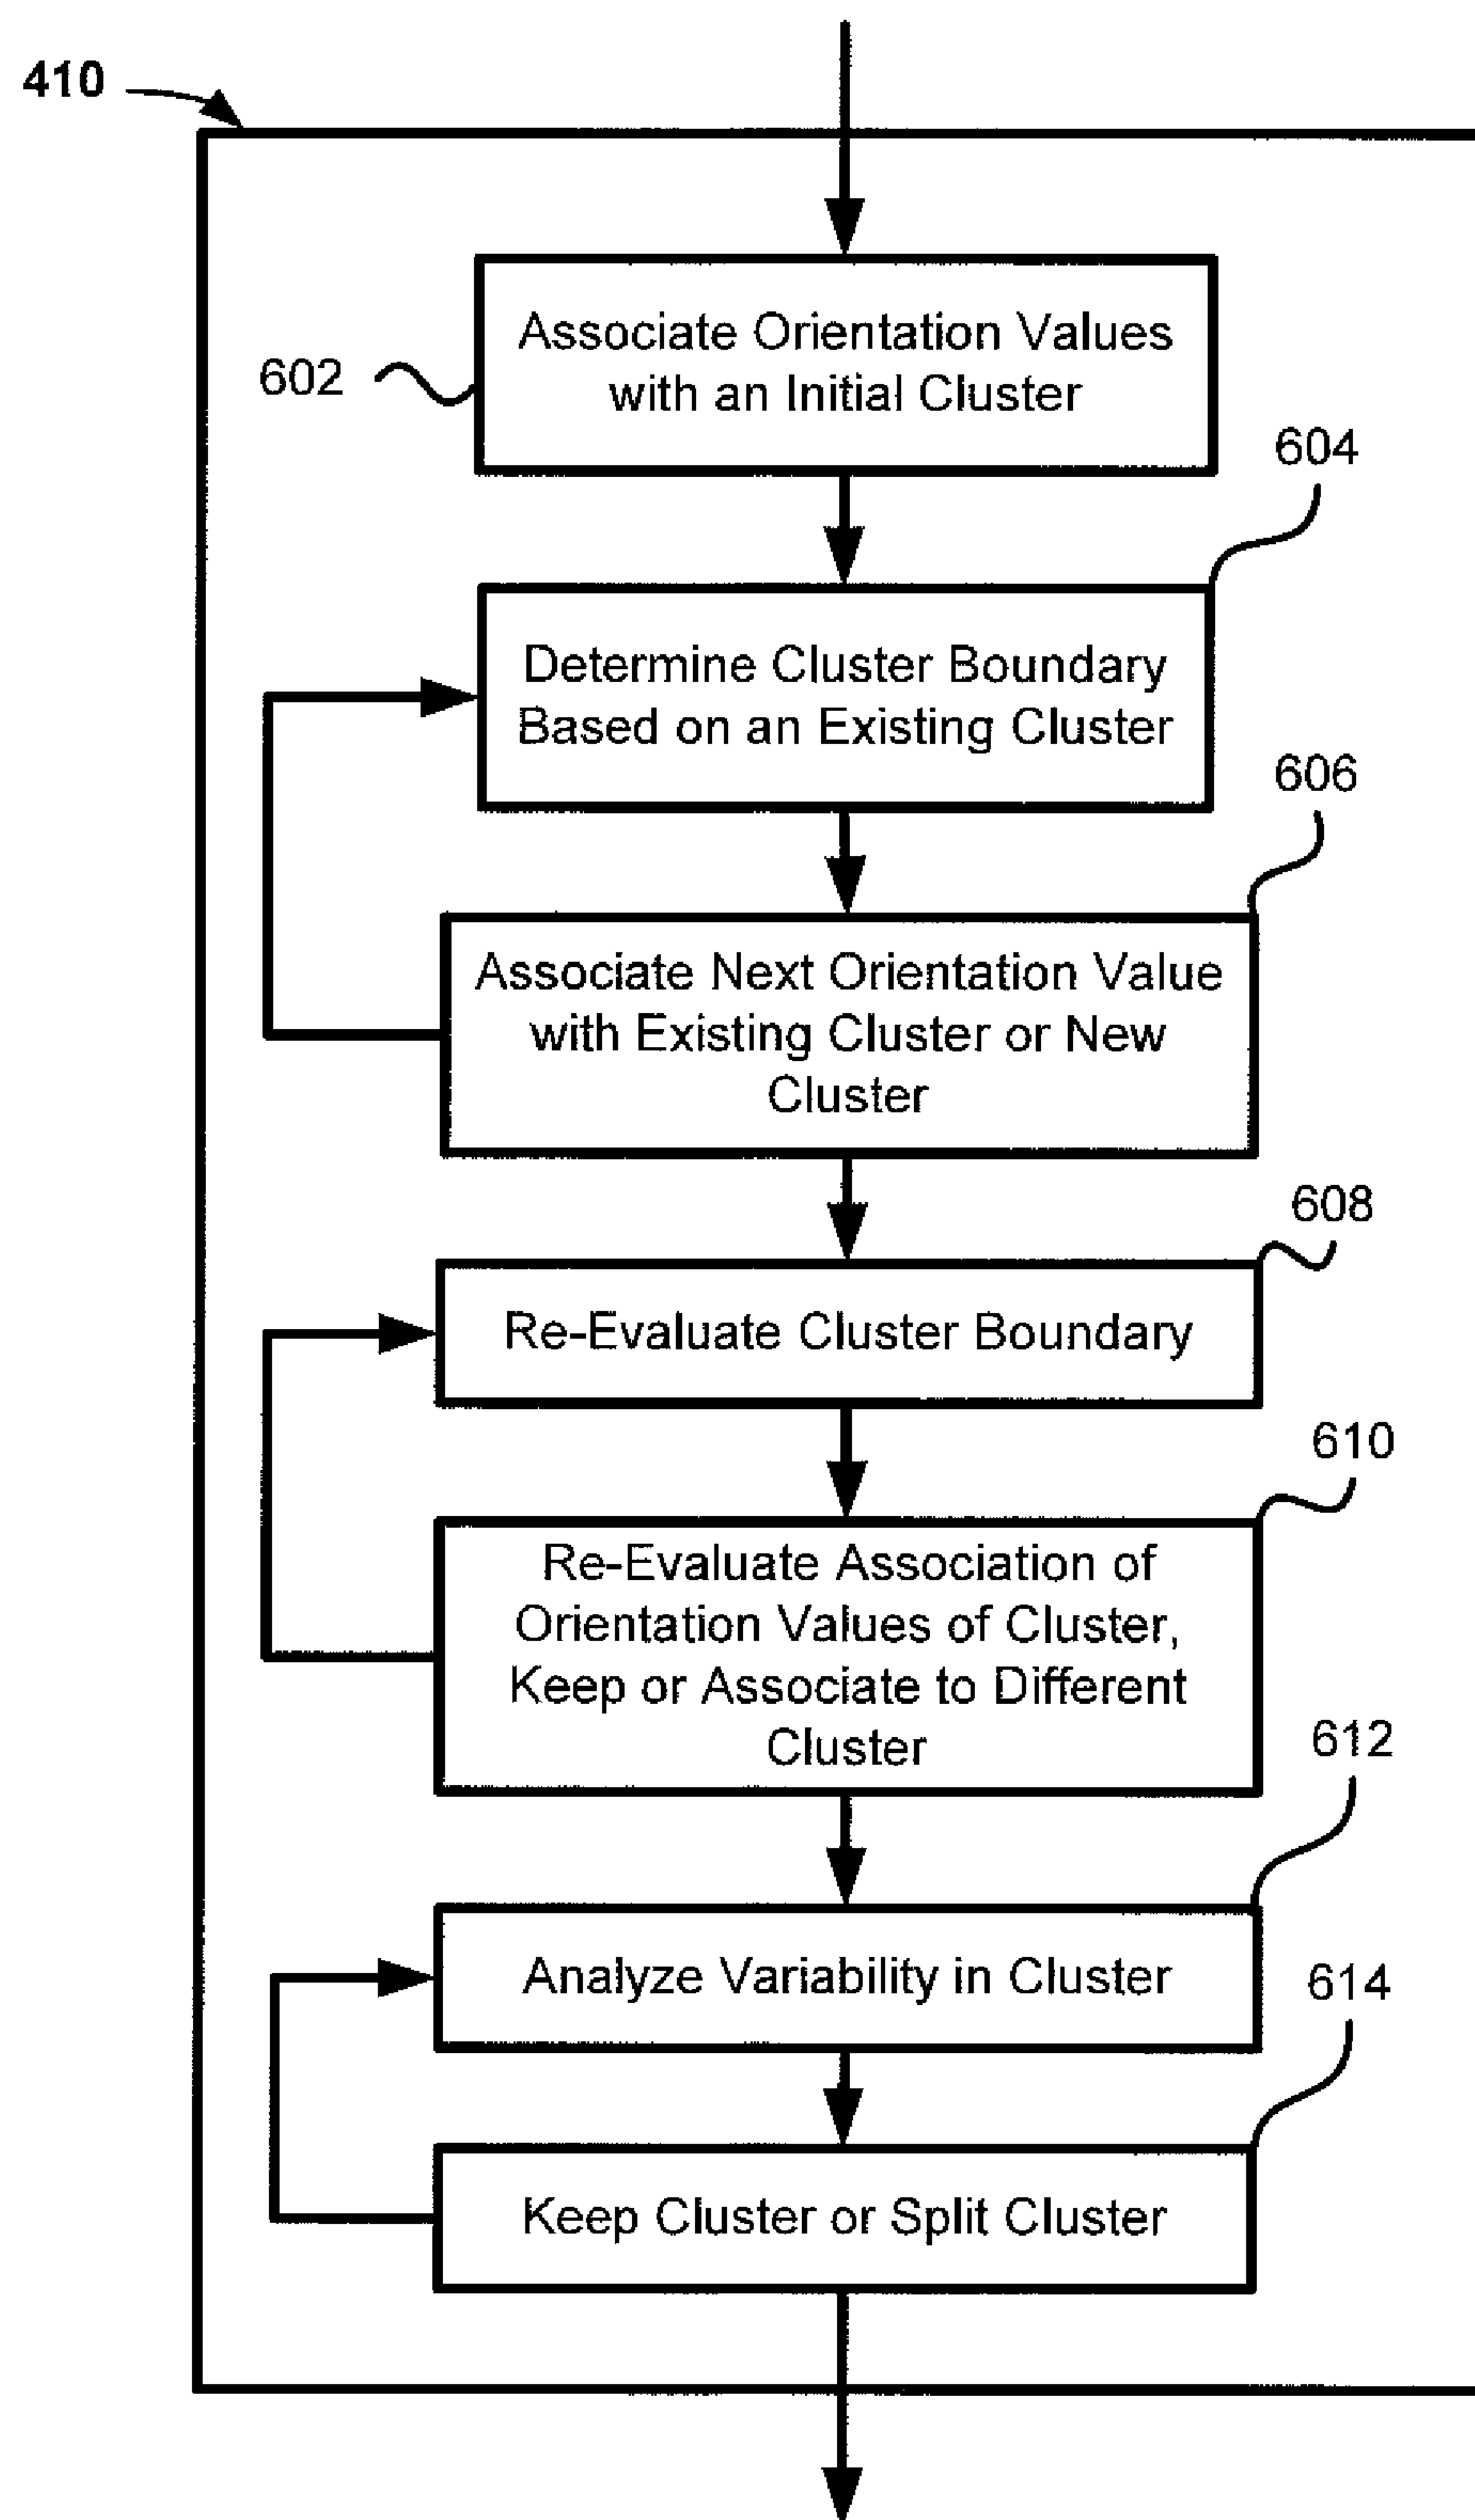 410
Associate Orientation Values
with an Initial Cluster
602
604
Determine Cluster Boundary
Based on an Existing Cluster
606
Associate Next Orientation Value
with Existing Cluster or New
Cluster
608
Re-Evaluate Cluster Boundary
610
Re-Evaluate Association of
Orientation Values of Cluster,
Keep or Associate to Different
Cluster
612
Analyze Variability in Cluster
614
Keep Cluster or Split Cluster